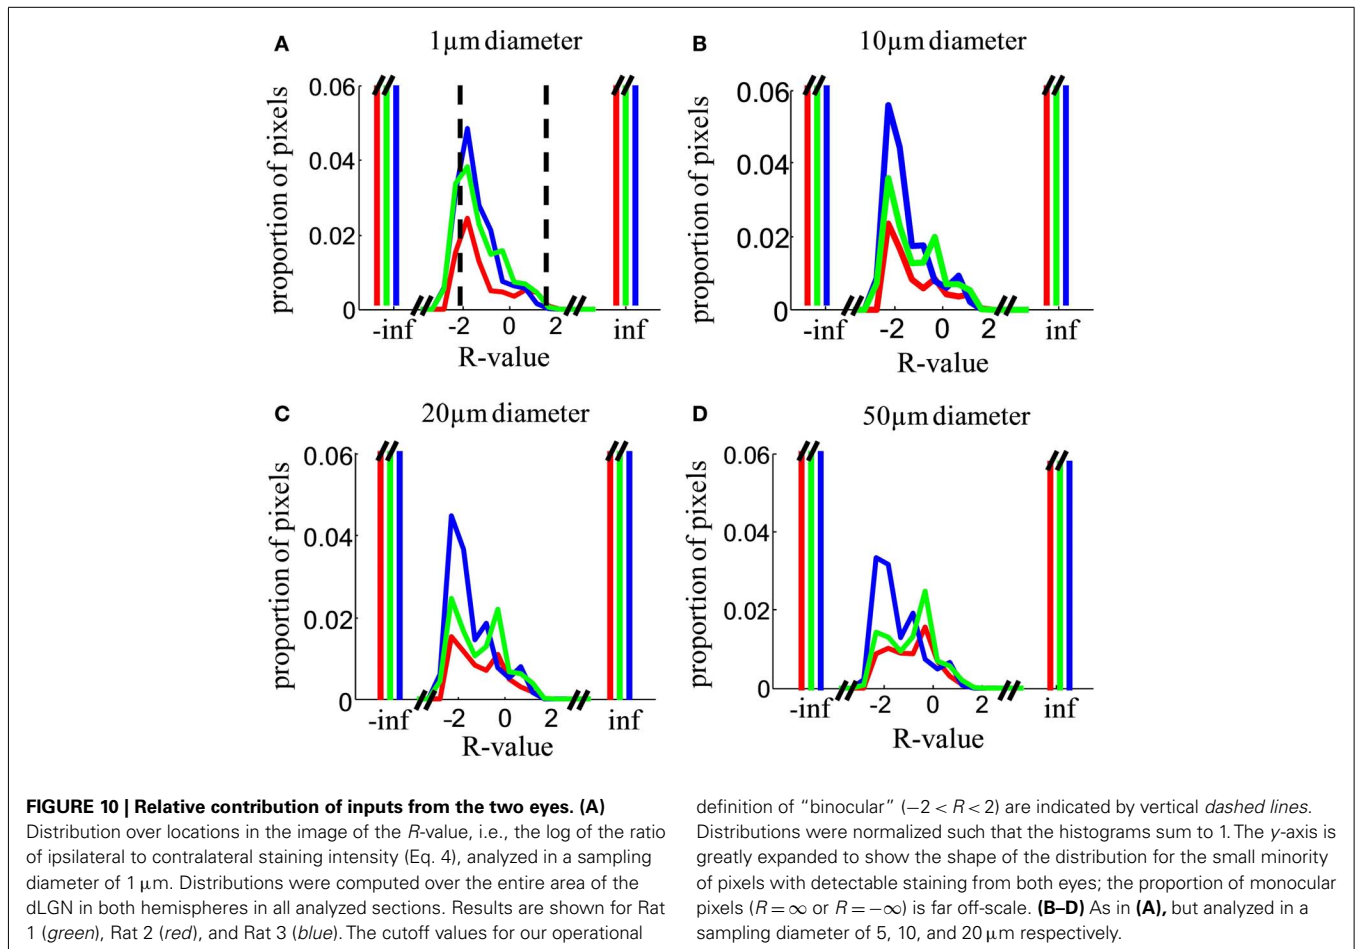 A
1μm diameter
proportion of pixels
0.06
0.04
0.02
0
-inf
-2
0
2
inf
R-value
B
10μm diameter
proportion of pixels
0.06
0.04
0.02
0
-inf
-2
0
2
inf
R-value
C
20μm diameter
proportion of pixels
0.06
0.04
0.02
0
-inf
-2
0
2
inf
R-value
D
50μm diameter
proportion of pixels
0.06
0.04
0.02
0
-inf
-2
0
2
inf
R-value
FIGURE 10 | Relative contribution of inputs from the two eyes. (A)
Distribution over locations in the image of the R-value, i.e., the log of the ratio
of ipsilateral to contralateral staining intensity (Eq. 4), analyzed in a sampling
diameter of 1 μm. Distributions were computed over the entire area of the
dLGN in both hemispheres in all analyzed sections. Results are shown for Rat
1 (green), Rat 2 (red), and Rat 3 (blue). The cutoff values for our operational
definition of “binocular” (−2 < R < 2) are indicated by vertical dashed lines.
Distributions were normalized such that the histograms sum to 1. The y-axis is
greatly expanded to show the shape of the distribution for the small minority
of pixels with detectable staining from both eyes; the proportion of monocular
pixels (R = ∞ or R = −∞) is far off-scale. (B–D) As in (A), but analyzed in a
sampling diameter of 5, 10, and 20 μm respectively.